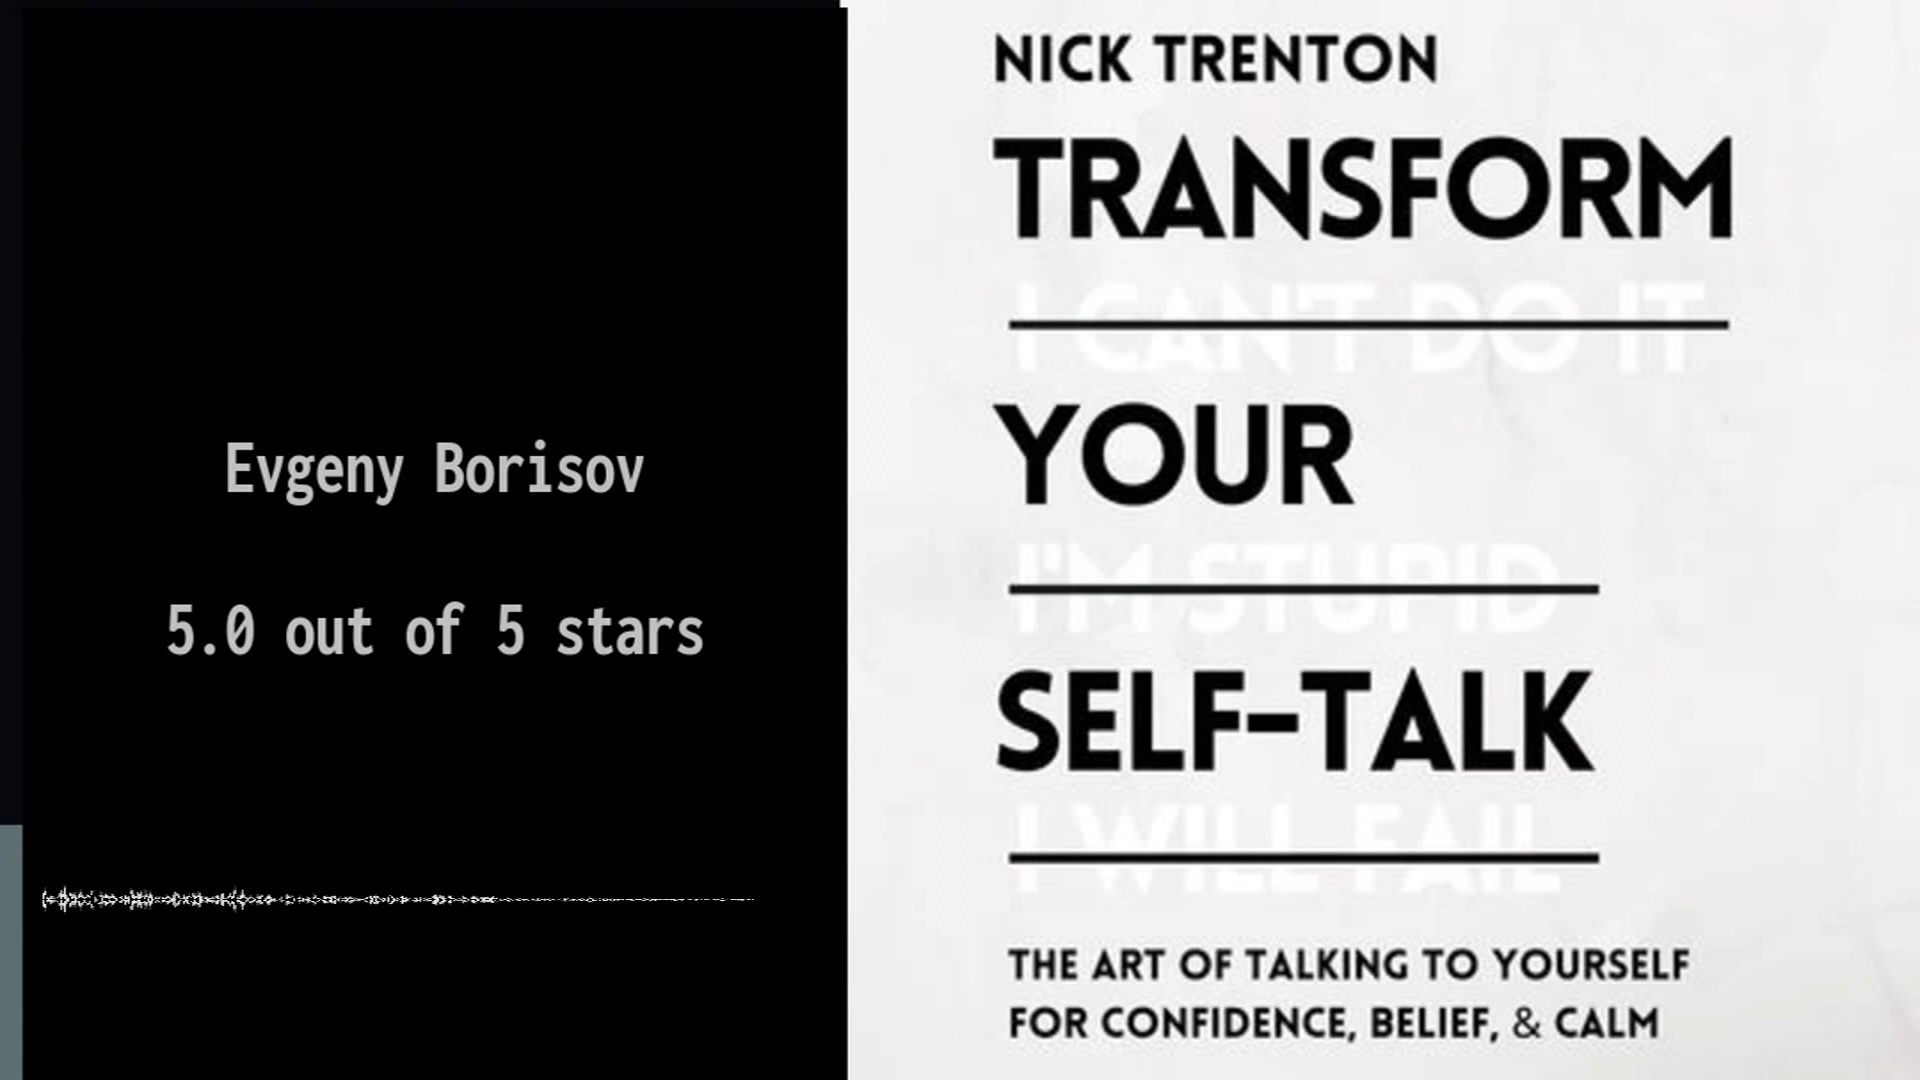 Evgeny Borisov
5.0 out of 5 stars
NICK TRENTON
TRANSFORM
I CAN'T DO IT
YOUR
I'M STUPID
SELF-TALK
I WILL FAIL
THE ART OF TALKING TO YOURSELF
FOR CONFIDENCE, BELIEF, & CALM